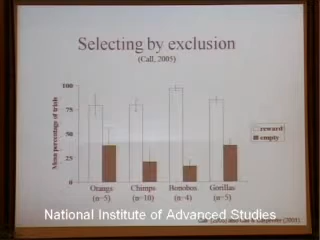 Selecting by exclusion
(Call, 2005)
100
75
50
25
0
Mean percentage of trials
reward
empty
Orangs Chimps Bonobos Gorillas
(n=5) (n=10) (n=4) (n=5)
National Institute of Advanced Studies